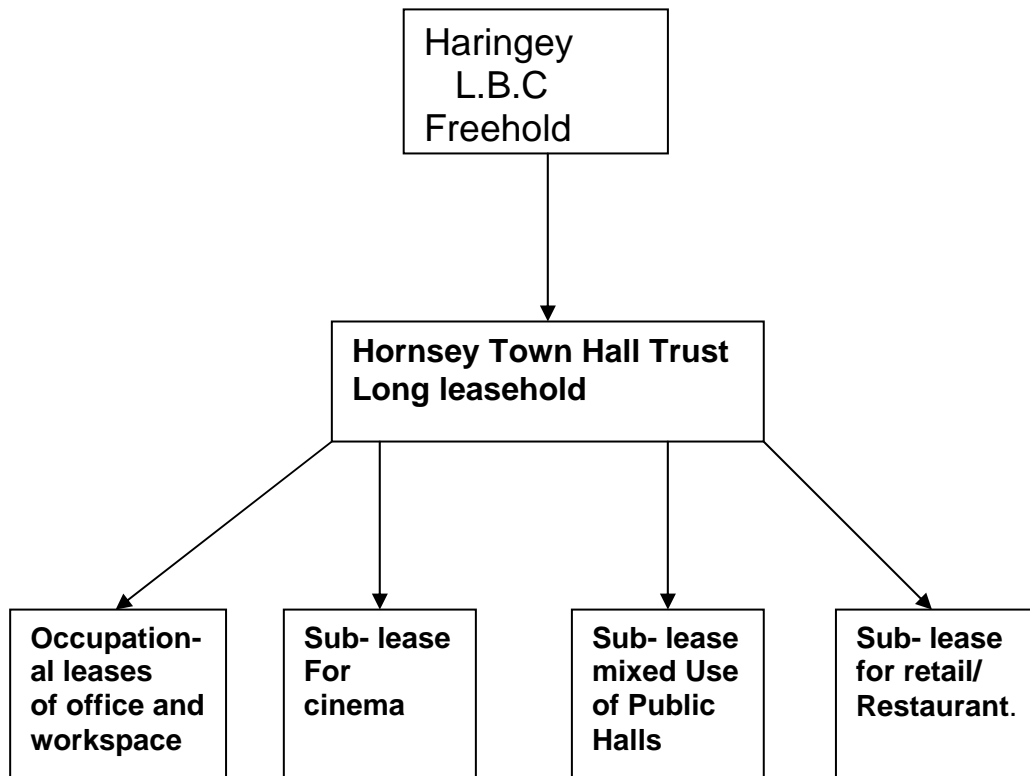 Haringey
L.B.C
Freehold
Hornsey Town Hall Trust
Long leasehold
Occupation-
al leases
of office and
workspace
Sub- lease
For
cinema
Sub- lease
mixed Use
of Public
Halls
Sub- lease
for retail/
Restaurant.